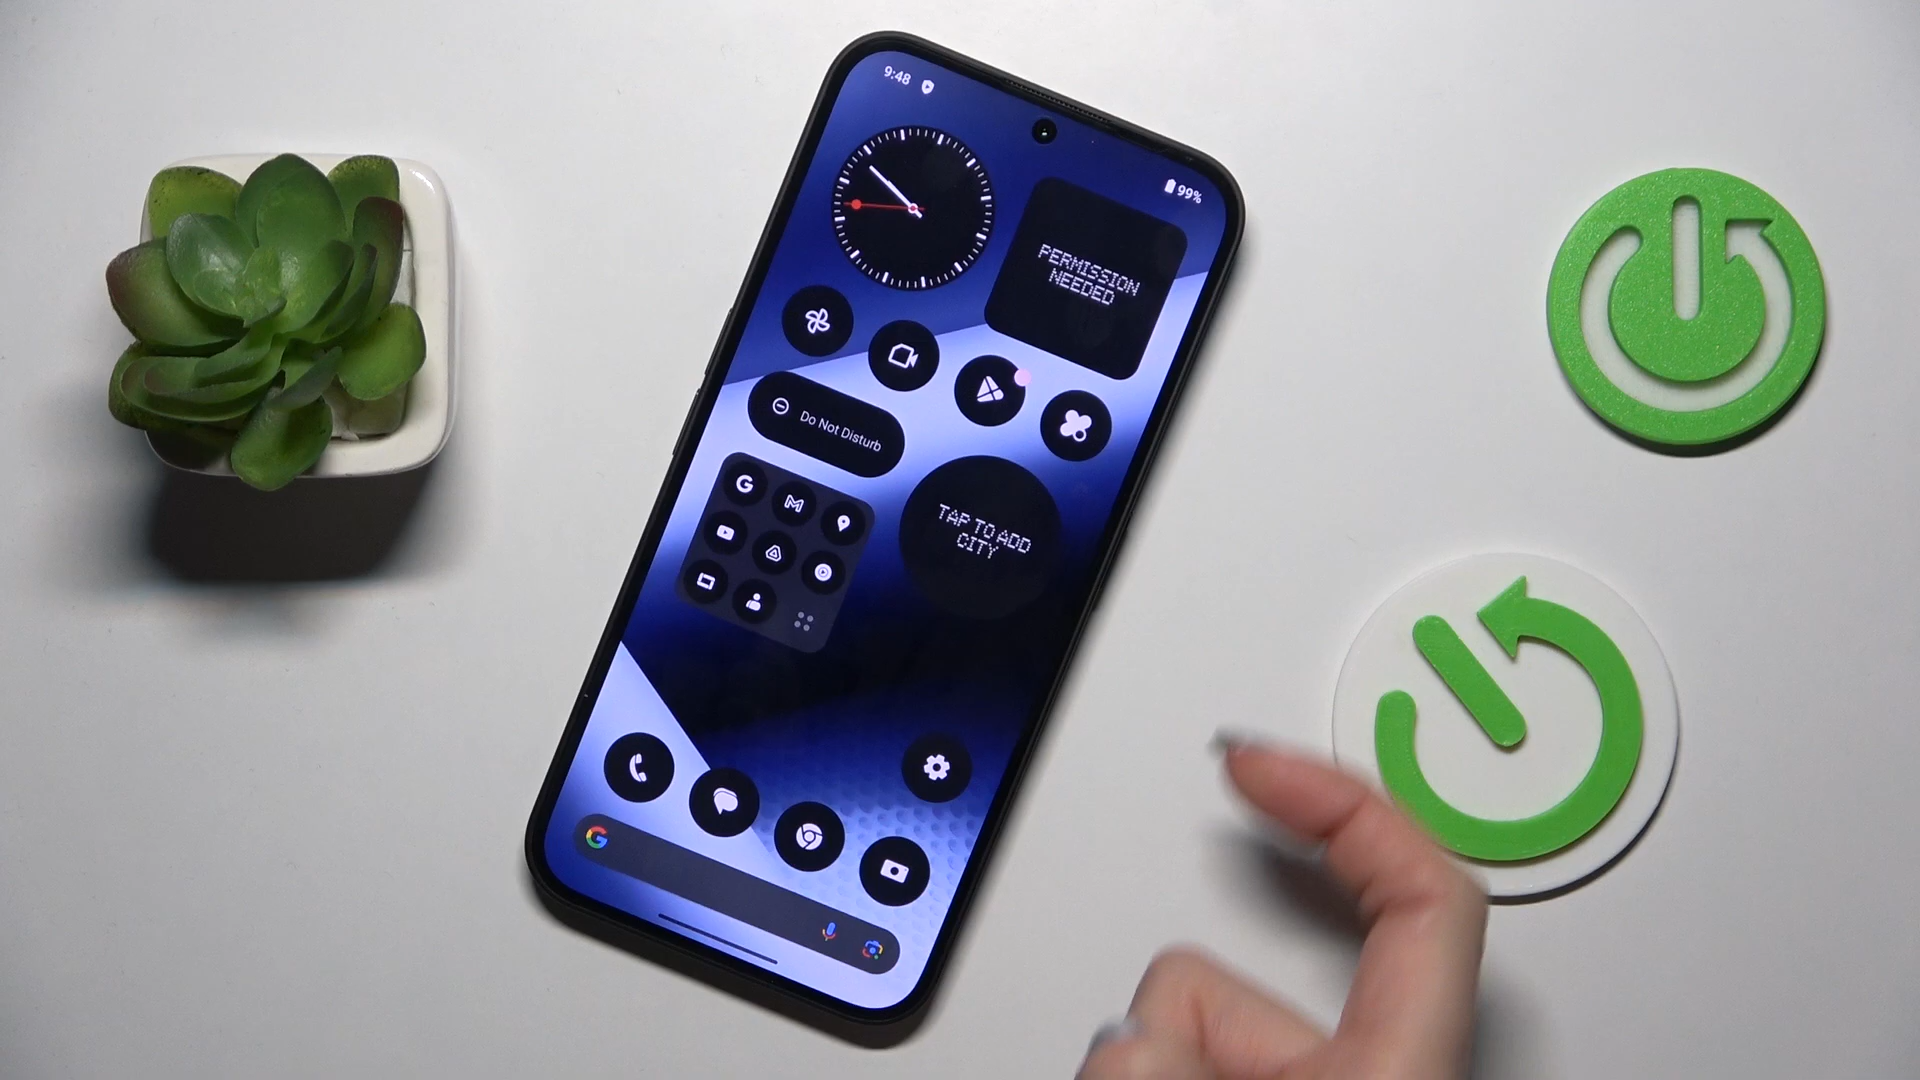 9:48
99%
PERMISSION
NEEDED
Do Not Disturb
TAP TO ADD
CITY